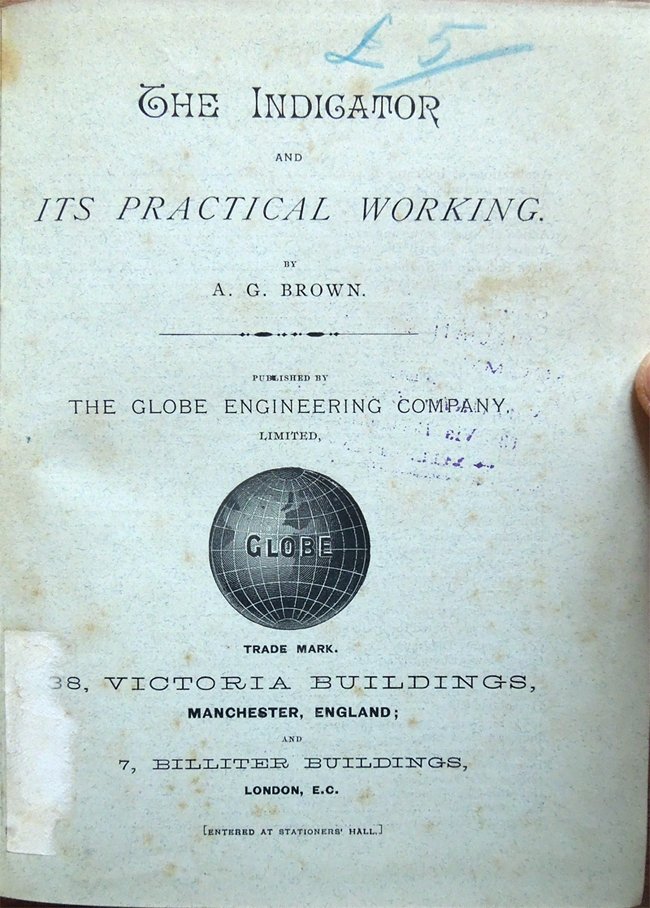 £5
THE INDICATOR
AND
ITS PRACTICAL WORKING.
BY
A. G. BROWN.
PUBLISHED BY
THE GLOBE ENGINEERING COMPANY,
LIMITED,
GLOBE
TRADE MARK.
38, VICTORIA BUILDINGS,
MANCHESTER, ENGLAND;
AND
7, BILLITER BUILDINGS,
LONDON, E.C.
[ENTERED AT STATIONERS' HALL.]